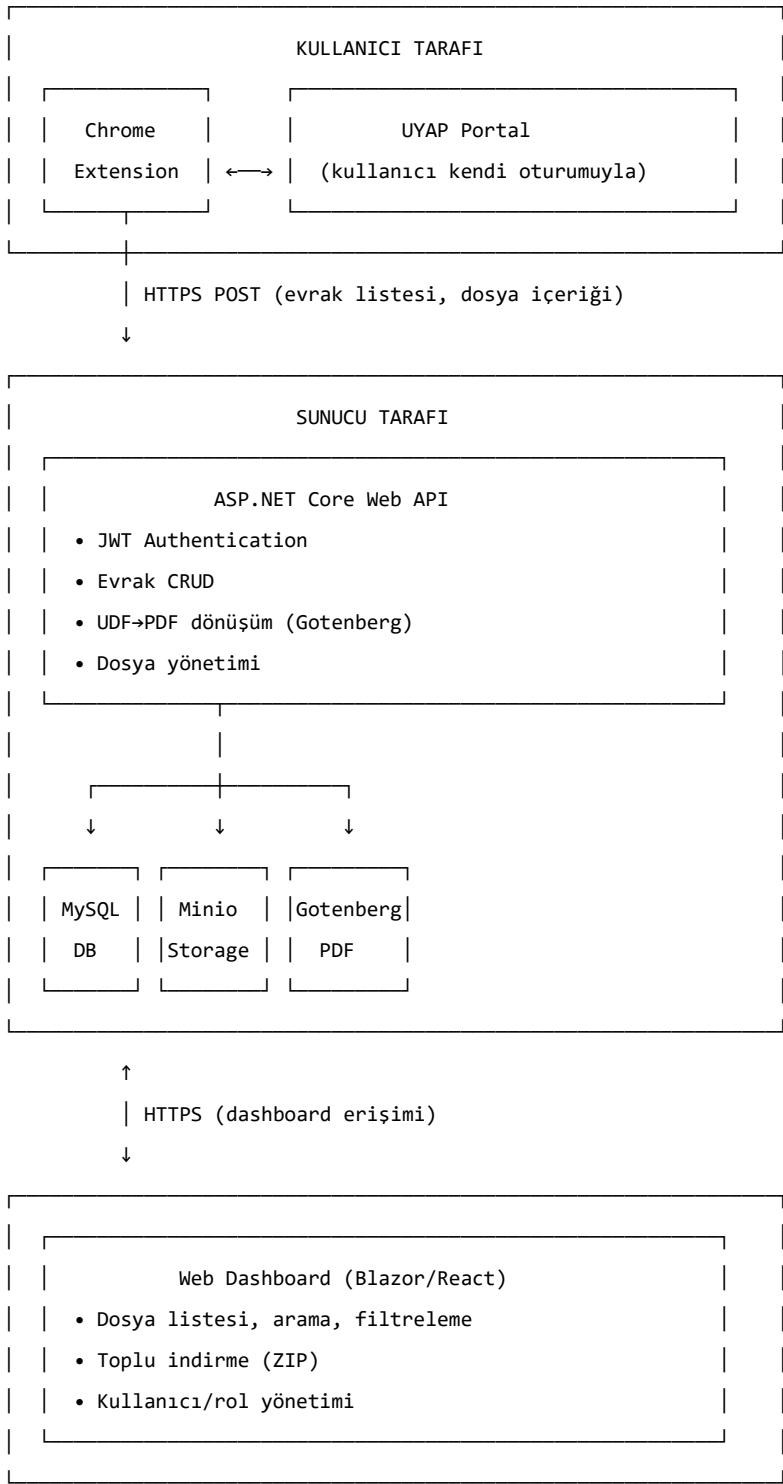 KULLANICI TARAFI
Chrome UYAP Portal
Extension ←──→ (kullanıcı kendi oturumuyla)
HTTPS POST (evrak listesi, dosya içeriği)
↓
SUNUCU TARAFI
ASP.NET Core Web API
• JWT Authentication
• Evrak CRUD
• UDF→PDF dönüşüm (Gotenberg)
• Dosya yönetimi
↓ ↓ ↓
MySQL Minio Gotenberg
DB Storage PDF
↑
HTTPS (dashboard erişimi)
↓
Web Dashboard (Blazor/React)
• Dosya listesi, arama, filtreleme
• Toplu indirme (ZIP)
• Kullanıcı/rol yönetimi